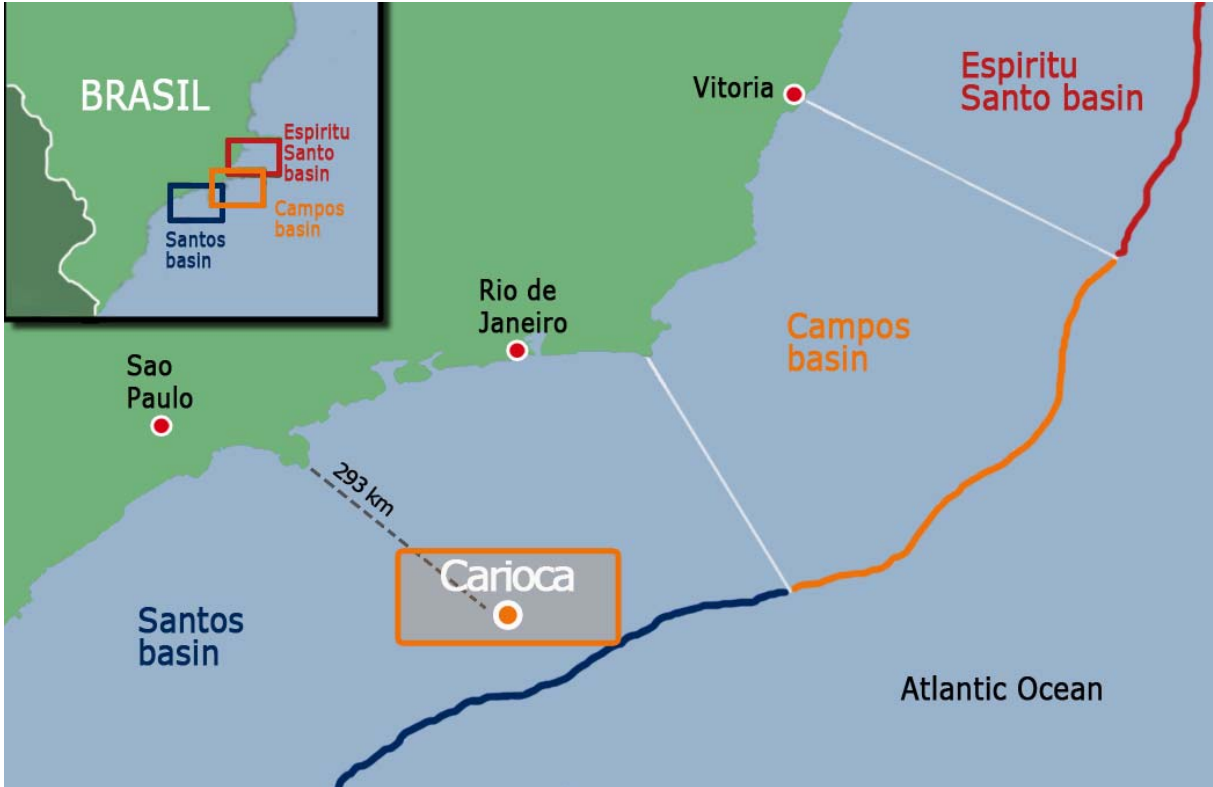 BRASIL
Espiritu
Santo
basin
Campos
basin
Santos
basin
Vitoria
Espiritu
Santo basin
Rio de
Janeiro
Campos
basin
Sao
Paulo
293 km
Carioca
Santos
basin
Atlantic Ocean